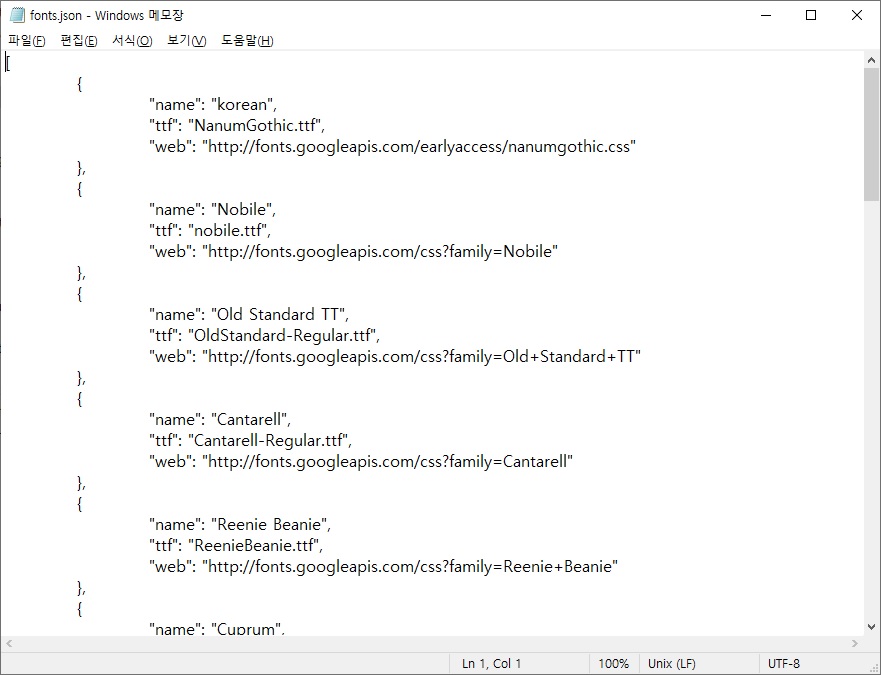 fonts.json - Windows 메모장
파일(F) 편집(E) 서식(O) 보기(V) 도움말(H)
[
{
"name": "korean",
"ttf": "NanumGothic.ttf",
"web": "http://fonts.googleapis.com/earlyaccess/nanumgothic.css"
},
{
"name": "Nobile",
"ttf": "nobile.ttf",
"web": "http://fonts.googleapis.com/css?family=Nobile"
},
{
"name": "Old Standard TT",
"ttf": "OldStandard-Regular.ttf",
"web": "http://fonts.googleapis.com/css?family=Old+Standard+TT"
},
{
"name": "Cantarell",
"ttf": "Cantarell-Regular.ttf",
"web": "http://fonts.googleapis.com/css?family=Cantarell"
},
{
"name": "Reenie Beanie",
"ttf": "ReenieBeanie.ttf",
"web": "http://fonts.googleapis.com/css?family=Reenie+Beanie"
},
{
"name": "Cuprum",
Ln 1, Col 1 100% Unix (LF) UTF-8